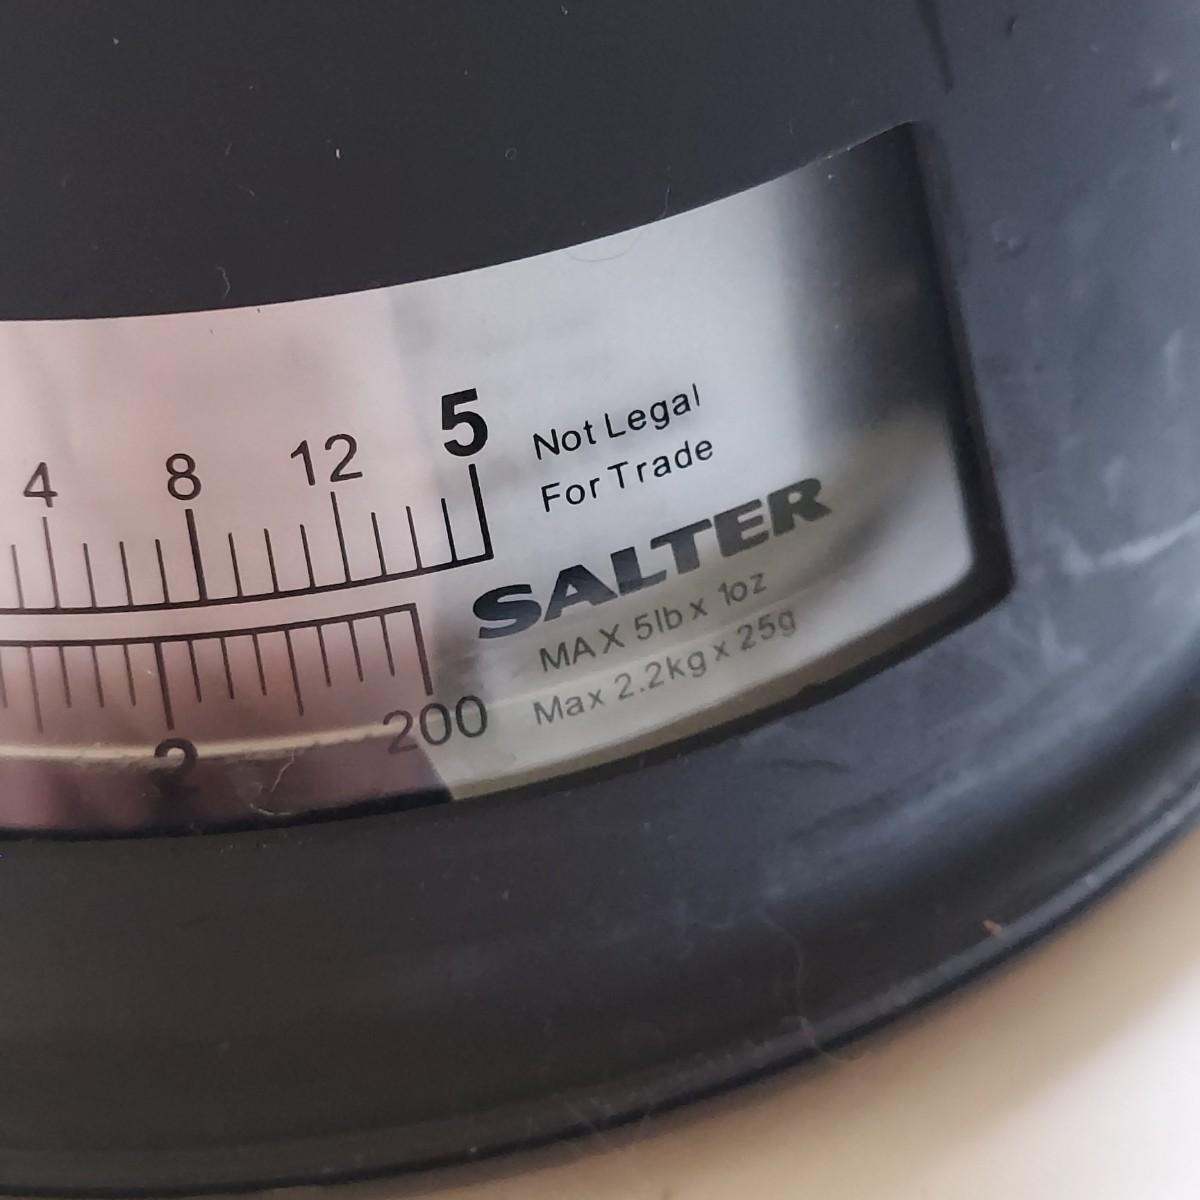 4 8 12 5
Not Legal
For Trade
SALTER
MAX 5lb x 1oz
Max 2.2kg x 25g
2 200